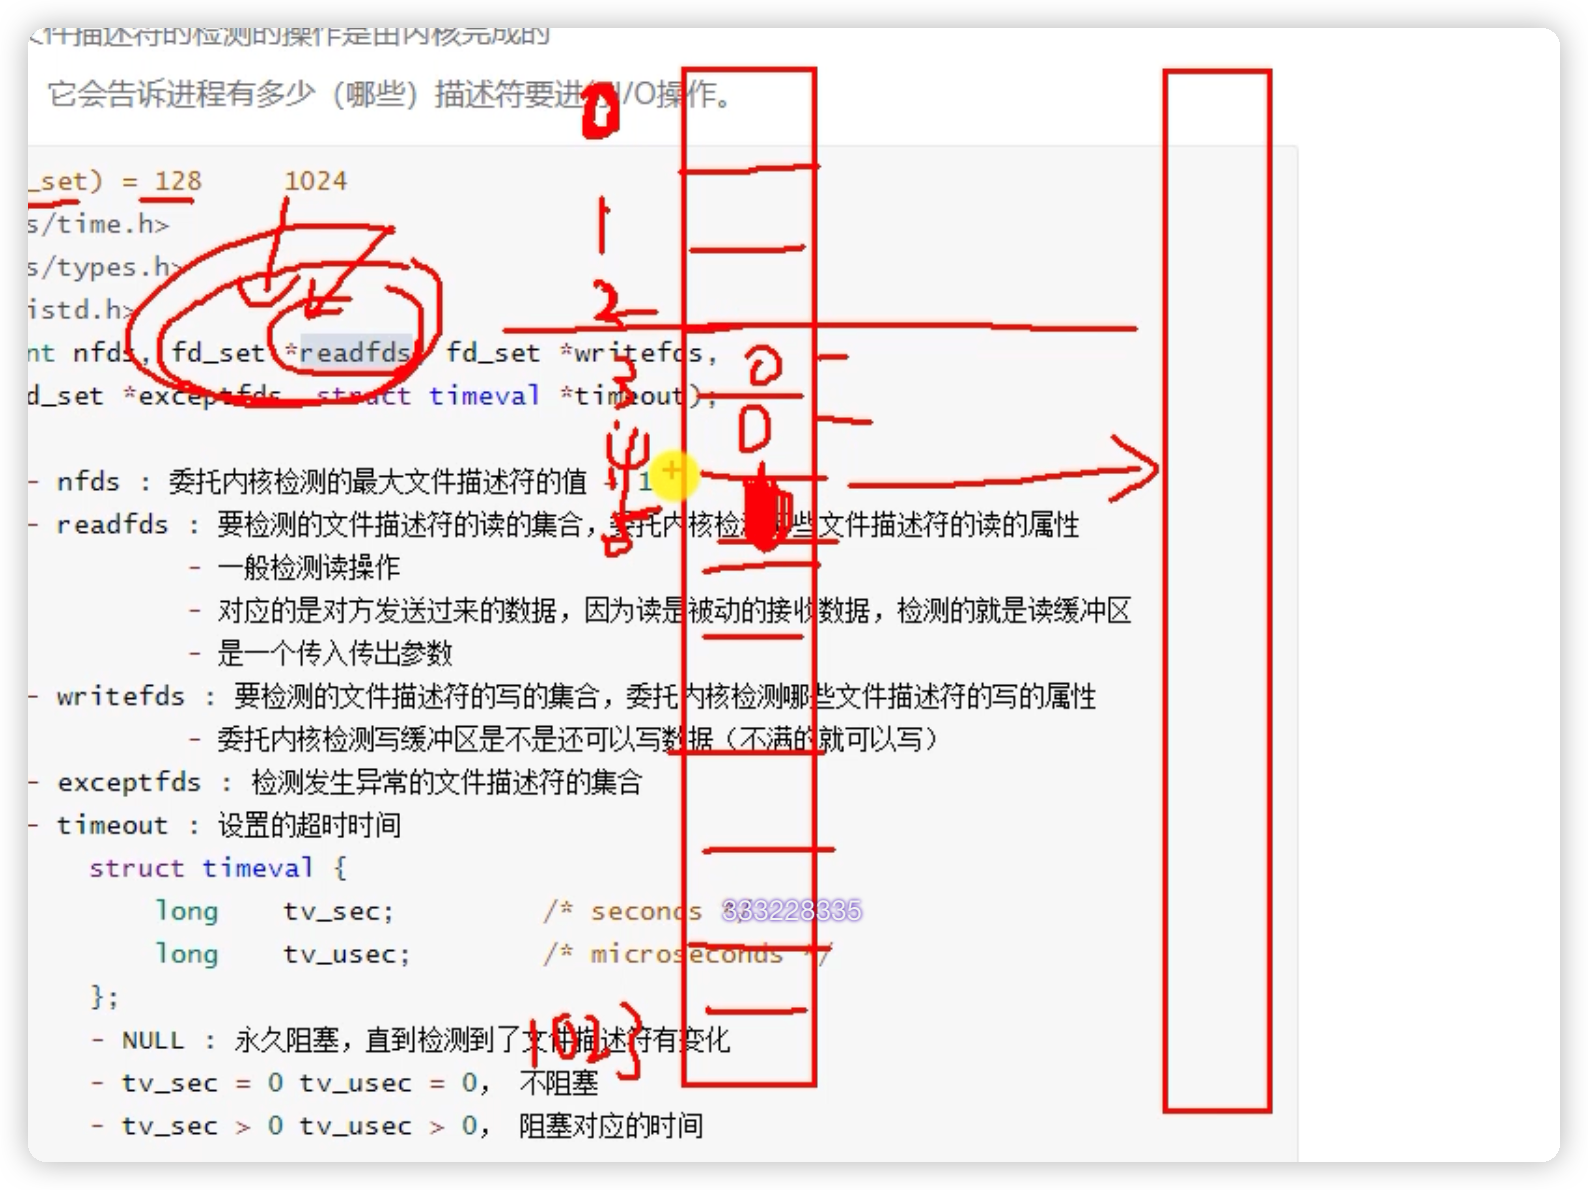 文件描述符的检测的操作是由内核完成的
它会告诉进程有多少（哪些）描述符要进行I/O操作。
_set) = 128 1024
s/time.h>
s/types.h>
istd.h>
nt nfds, fd_set *readfds, fd_set *writefds,
d_set *exceptfds, struct timeval *timeout);
- nfds : 委托内核检测的最大文件描述符的值 + 1
- readfds : 要检测的文件描述符的读的集合，委托内核检测哪些文件描述符的读的属性
- 一般检测读操作
- 对应的是对方发送过来的数据，因为读是被动的接收数据，检测的就是读缓冲区
- 是一个传入传出参数
- writefds : 要检测的文件描述符的写的集合，委托内核检测哪些文件描述符的写的属性
- 委托内核检测写缓冲区是不是还可以写数据（不满的就可以写）
- exceptfds : 检测发生异常的文件描述符的集合
- timeout : 设置的超时时间
struct timeval {
long tv_sec; /* seconds */
333228335
long tv_usec; /* microseconds */
};
- NULL : 永久阻塞，直到检测到了文件描述符有变化
- tv_sec = 0 tv_usec = 0， 不阻塞
- tv_sec > 0 tv_usec > 0， 阻塞对应的时间
0
1
2
3
4
5
1023
0
0